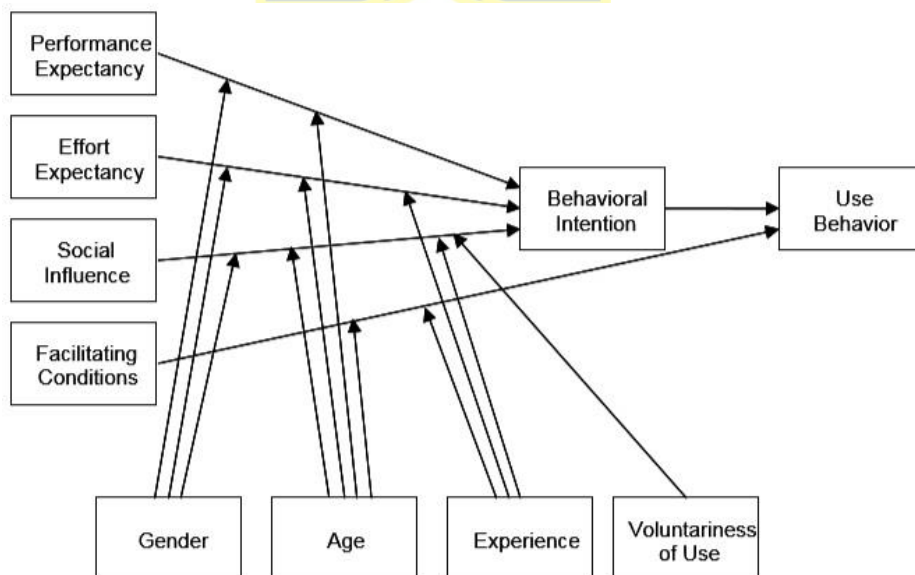 Performance
Expectancy
Effort
Expectancy
Social
Influence
Facilitating
Conditions
Behavioral
Intention
Use
Behavior
Gender
Age
Experience
Voluntariness
of Use